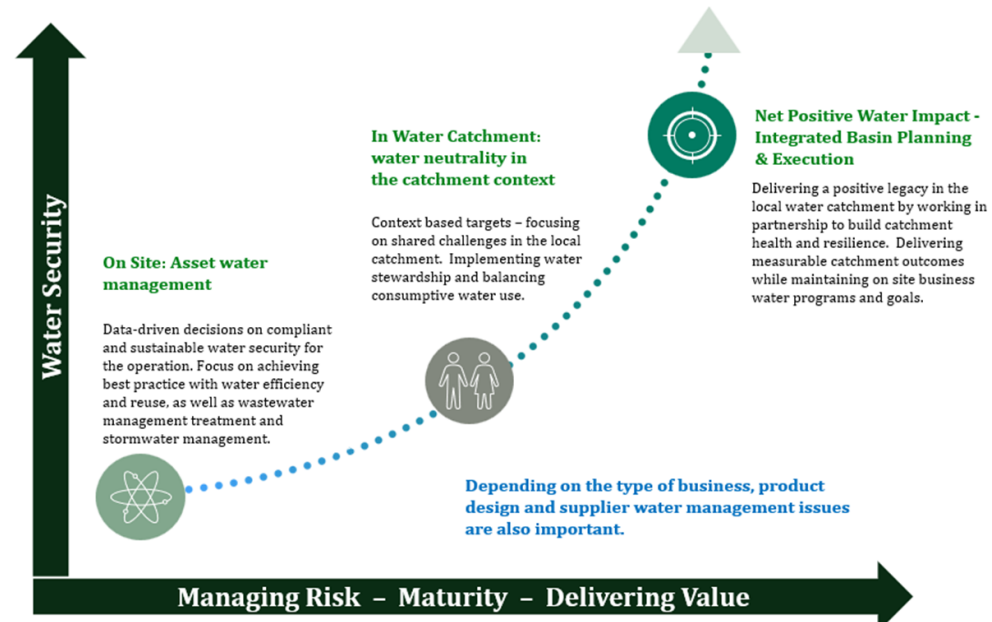 Water Security
On Site: Asset water
management
Data-driven decisions on compliant
and sustainable water security for
the operation. Focus on achieving
best practice with water efficiency
and reuse, as well as wastewater
management treatment and
stormwater management.
In Water Catchment:
water neutrality in
the catchment context
Context based targets – focusing
on shared challenges in the local
catchment.  Implementing water
stewardship and balancing
consumptive water use.
Net Positive Water Impact -
Integrated Basin Planning
& Execution
Delivering a positive legacy in the
local water catchment by working in
partnership to build catchment
health and resilience.  Delivering
measurable catchment outcomes
while maintaining on site business
water programs and goals.
Depending on the type of business, product
design and supplier water management issues
are also important.
Managing Risk  –  Maturity  –  Delivering Value